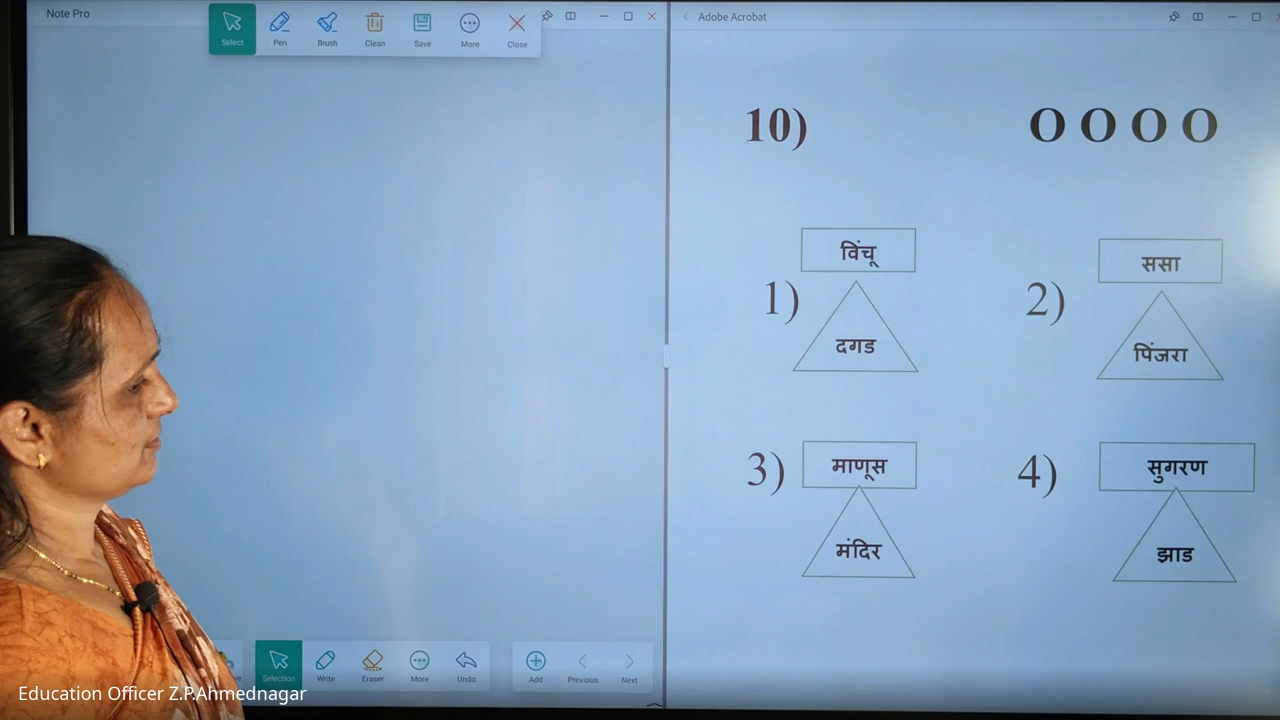 Note Pro
Select Pen Brush Clean Save More Close
Adobe Acrobat
10) O O O O
विंचू
1) दगड
ससा
2) पिंजरा
माणूस
3) मंदिर
सुगरण
4) झाड
Selection Write Eraser More Undo Add Previous Next
Education Officer Z.P.Ahmednagar